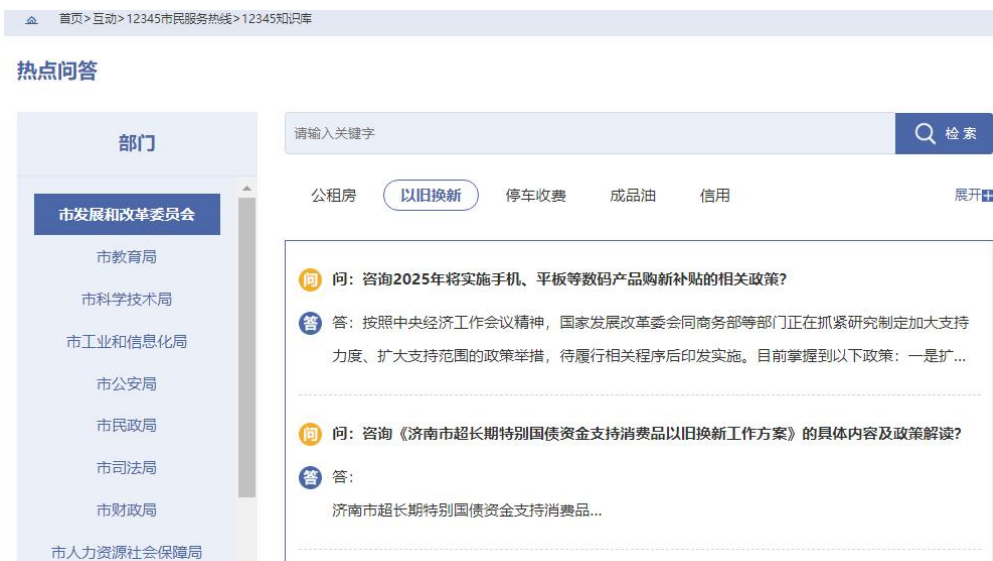 首页>互动>12345市民服务热线>12345知识库
热点问答
部门
市发展和改革委员会
市教育局
市科学技术局
市工业和信息化局
市公安局
市民政局
市司法局
市财政局
市人力资源社会保障局
请输入关键字
检索
公租房 以旧换新 停车收费 成品油 信用 展开
问 问：咨询2025年将实施手机、平板等数码产品购新补贴的相关政策？
答 答：按照中央经济工作会议精神，国家发展改革委会同商务部等部门正在抓紧研究制定加大支持
力度、扩大支持范围的政策举措，待履行相关程序后印发实施。目前掌握到以下政策：一是扩...
问 问：咨询《济南市超长期特别国债资金支持消费品以旧换新工作方案》的具体内容及政策解读？
答 答：
济南市超长期特别国债资金支持消费品...